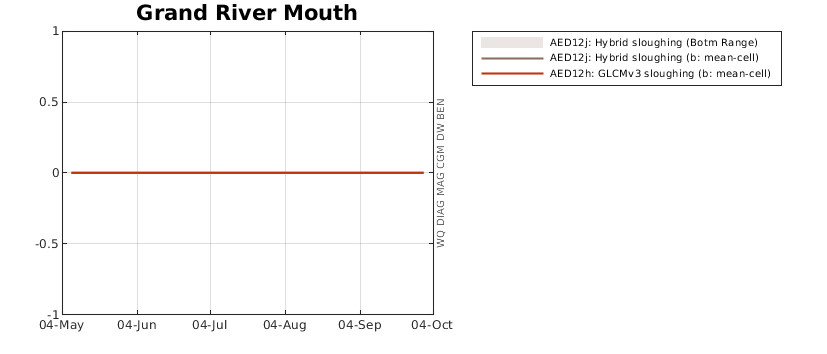 Grand River Mouth
1
0.5
0
-0.5
-1
04-May
04-Jun
04-Jul
04-Aug
04-Sep
04-Oct
WQ DIAG MAG CGM DW BEN
AED12j: Hybrid sloughing (Botm Range)
AED12j: Hybrid sloughing (b: mean-cell)
AED12h: GLCMv3 sloughing (b: mean-cell)